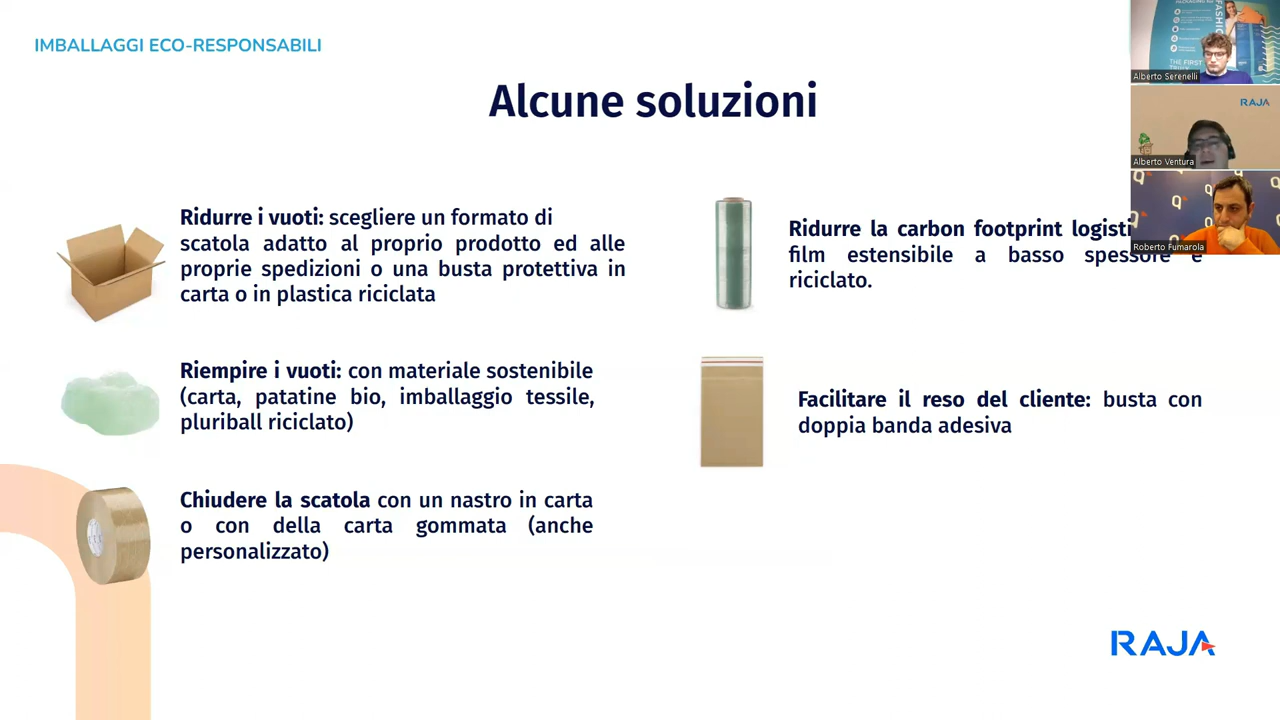 IMBALLAGGI ECO-RESPONSABILI
Alcune soluzioni
Ridurre i vuoti: scegliere un formato di
scatola adatto al proprio prodotto ed alle
proprie spedizioni o una busta protettiva in
carta o in plastica riciclata
Riempire i vuoti: con materiale sostenibile
(carta, patatine bio, imballaggio tessile,
pluriball riciclato)
Chiudere la scatola con un nastro in carta
o con della carta gommata (anche
personalizzato)
Ridurre la carbon footprint logisti
film estensibile a basso spessore e
riciclato.
Facilitare il reso del cliente: busta con
doppia banda adesiva
RAJA
FASHION
THE FIRST
Alberto Serenelli
RAJA
Alberto Ventura
Roberto Fumarola